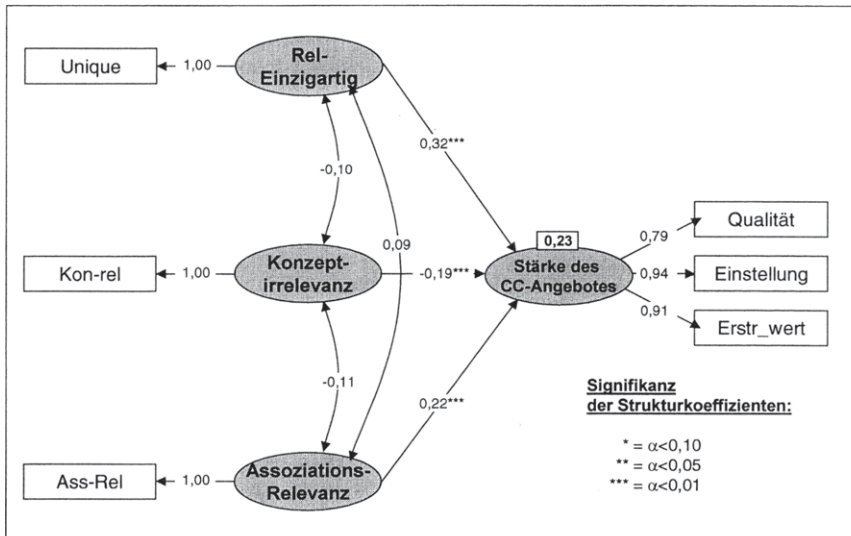 Unique
1,00
Rel-
Einzigartig
0,32***
-0,10
0,09
Kon-rel
1,00
Konzept-
irrelevanz
-0,19***
0,23
Stärke des
CC-Angebotes
0,79
Qualität
0,94
Einstellung
0,91
Erstr_wert
-0,11
0,22***
Ass-Rel
1,00
Assoziations-
Relevanz
Signifikanz
der Strukturkoeffizienten:
* = α<0,10
** = α<0,05
*** = α<0,01